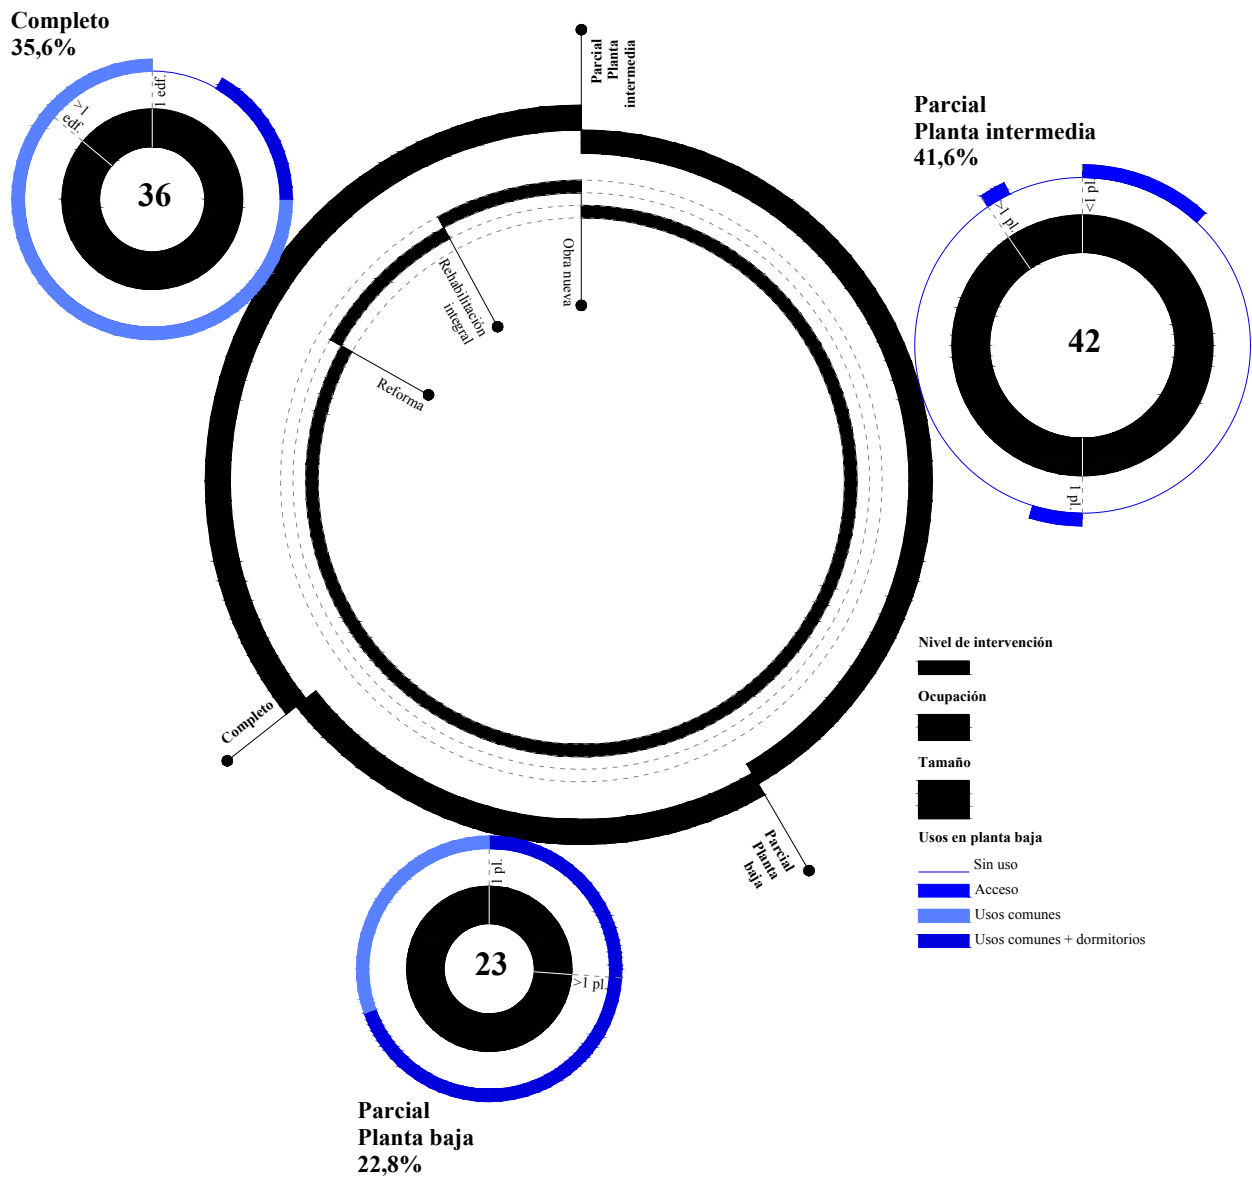 Completo
35,6%
1 edf.
>1
edf.
36
Parcial
Planta
intermedia
Parcial
Planta intermedia
41,6%
>1 pl.
<1 pl
42
1 pl.
Obra nueva
Rehabilitación
integral
Reforma
Completo
Parcial
Planta
baja
1 pl.
23
>1 pl.
Parcial
Planta baja
22,8%
Nivel de intervención
Ocupación
Tamaño
Usos en planta baja
Sin uso
Acceso
Usos comunes
Usos comunes + dormitorios